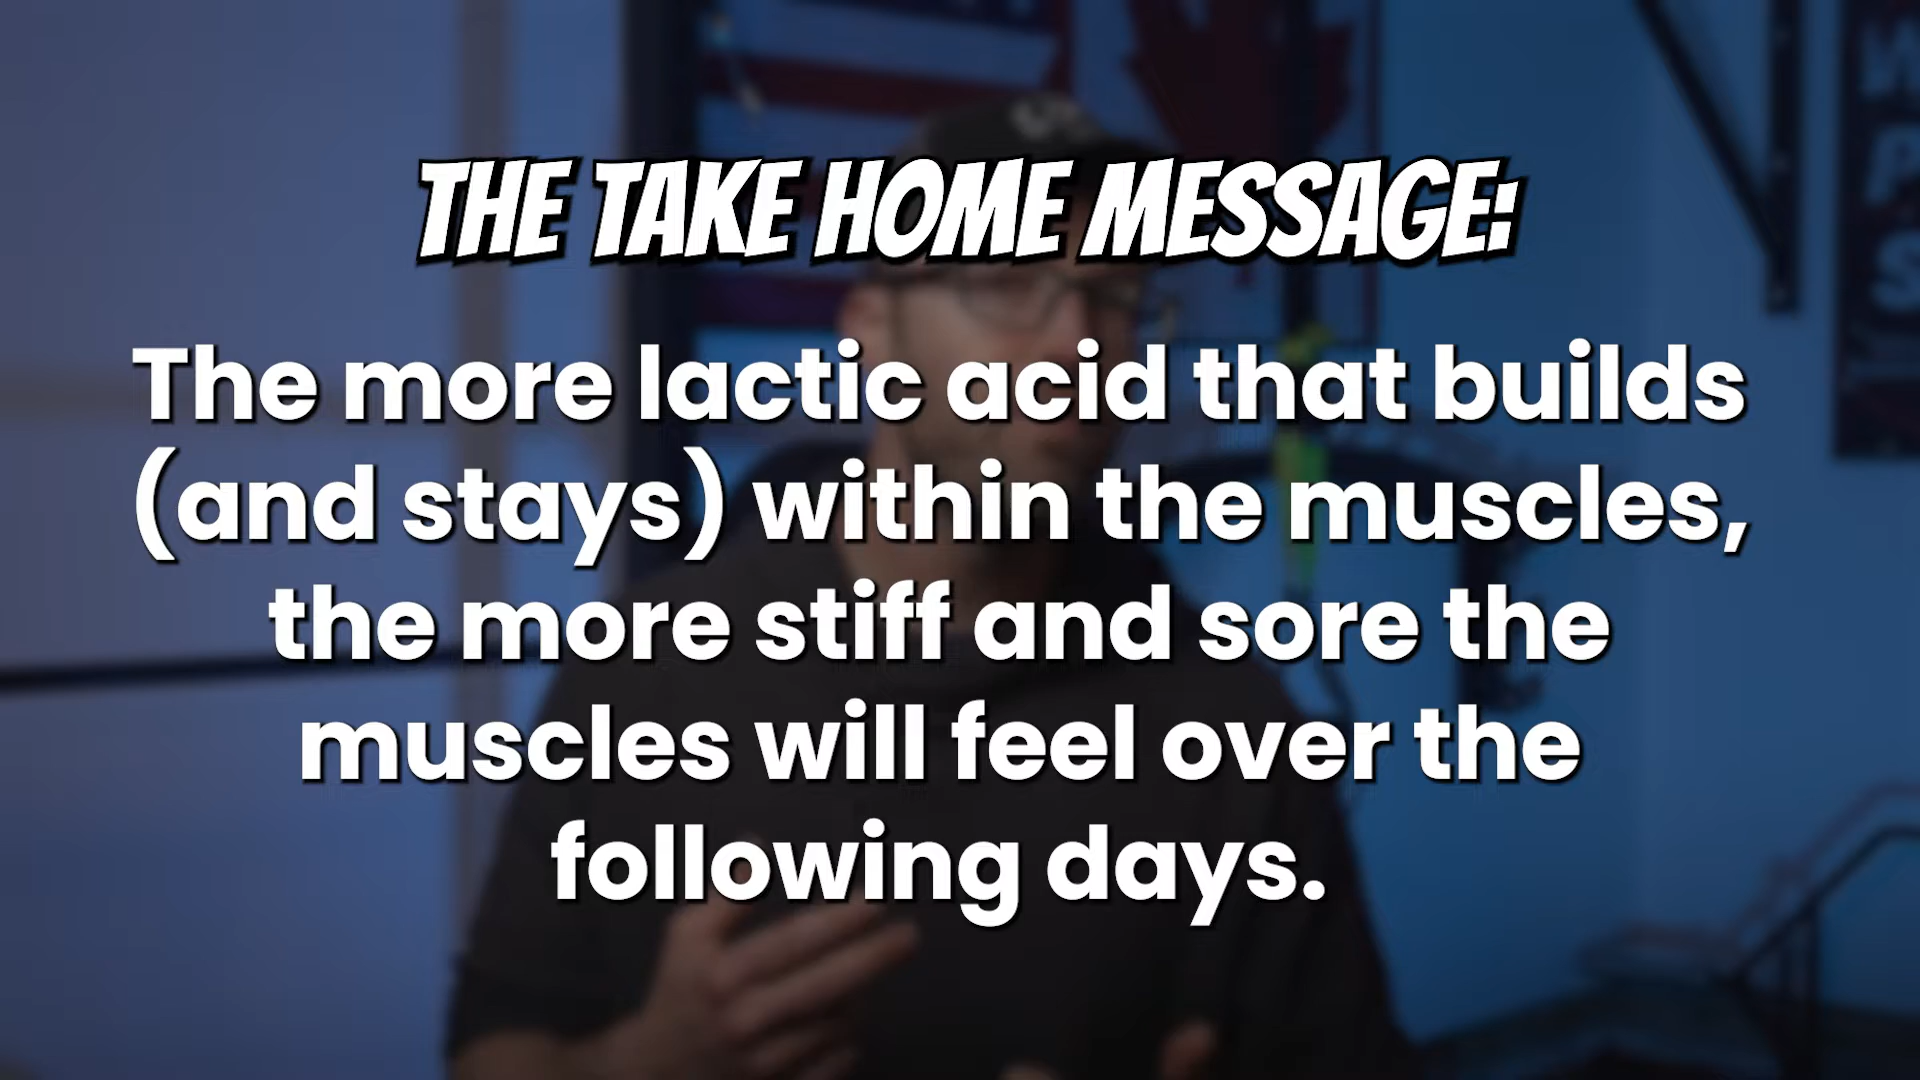 THE TAKE HOME MESSAGE:
The more lactic acid that builds
(and stays) within the muscles,
the more stiff and sore the
muscles will feel over the
following days.